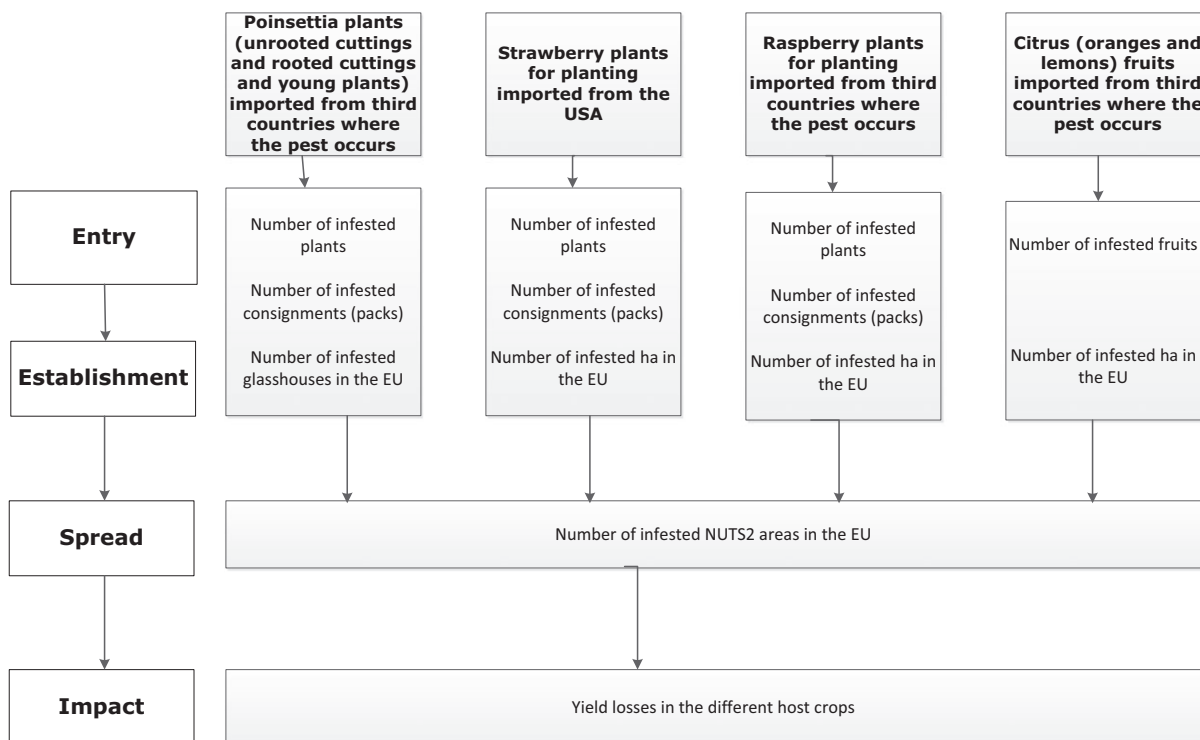 Poinsettia plants
(unrooted cuttings
and rooted cuttings
and young plants)
imported from third
countries where
the pest occurs
Strawberry plants
for planting
imported from the
USA
Raspberry plants
for planting
imported from third
countries where
the pest occurs
Citrus (oranges and
lemons) fruits
imported from third
countries where the
pest occurs
Entry
Number of infested
plants
Number of infested
consignments (packs)
Number of infested
glasshouses in the EU
Number of infested
plants
Number of infested
consignments (packs)
Number of infested ha in
the EU
Number of infested
plants
Number of infested
consignments (packs)
Number of infested ha in
the EU
Number of infested fruits
Number of infested ha in
the EU
Establishment
Spread
Number of infested NUTS2 areas in the EU
Impact
Yield losses in the different host crops